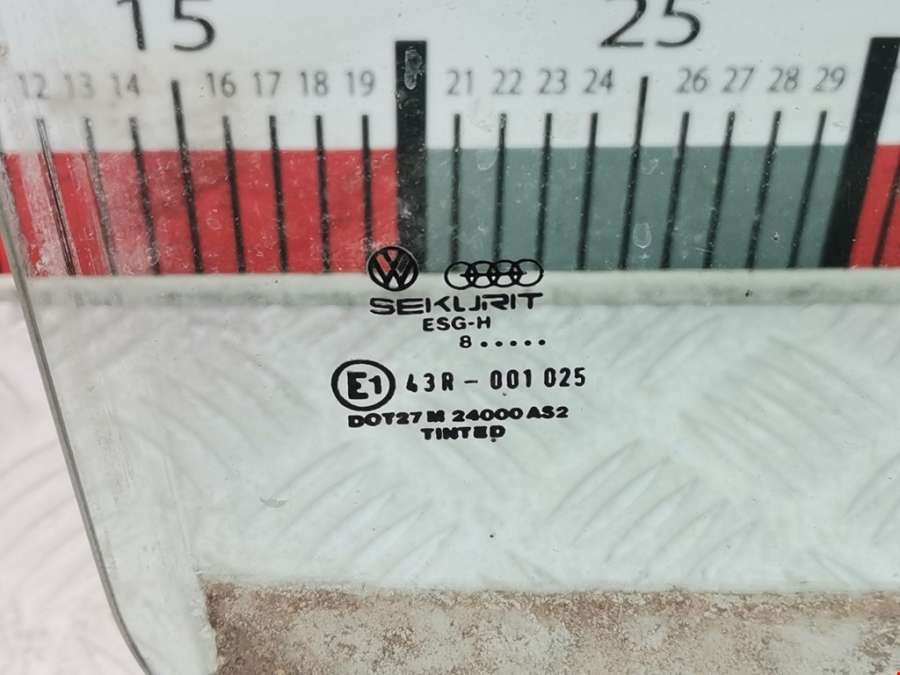 15 25
12 13 14 16 17 18 19 21 22 23 24 26 27 28 29
SEKURIT
ESG-H
8.....
E1 43R - 001 025
DOT27 M 24000 AS2
TINTED